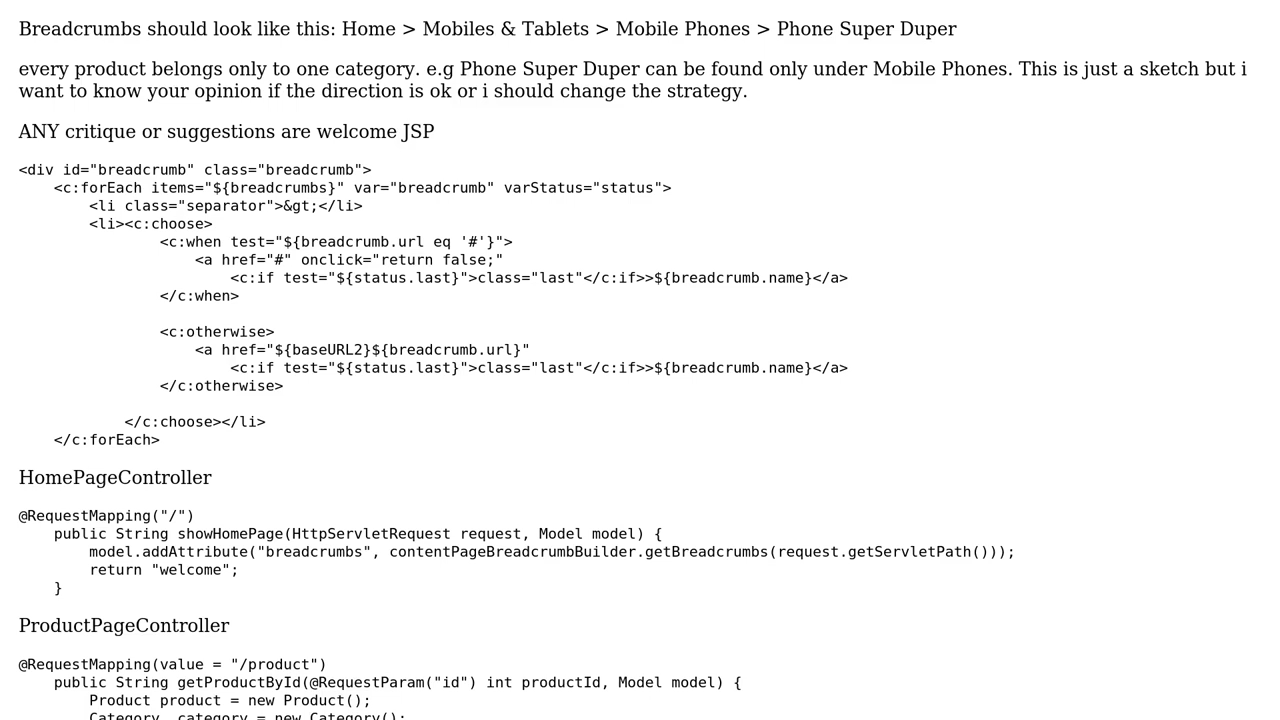 Breadcrumbs should look like this: Home > Mobiles & Tablets > Mobile Phones > Phone Super Duper
every product belongs only to one category. e.g Phone Super Duper can be found only under Mobile Phones. This is just a sketch but i
want to know your opinion if the direction is ok or i should change the strategy.
ANY critique or suggestions are welcome JSP
<div id="breadcrumb" class="breadcrumb">
    <c:forEach items="${breadcrumbs}" var="breadcrumb" varStatus="status">
        <li class="separator">&gt;</li>
        <li><c:choose>
                <c:when test="${breadcrumb.url eq '#'}">
                    <a href="#" onclick="return false;"
                        <c:if test="${status.last}">class="last"</c:if>>${breadcrumb.name}</a>
                </c:when>
                <c:otherwise>
                    <a href="${baseURL2}${breadcrumb.url}"
                        <c:if test="${status.last}">class="last"</c:if>>${breadcrumb.name}</a>
                </c:otherwise>
            </c:choose></li>
    </c:forEach>
HomePageController
@RequestMapping("/")
    public String showHomePage(HttpServletRequest request, Model model) {
        model.addAttribute("breadcrumbs", contentPageBreadcrumbBuilder.getBreadcrumbs(request.getServletPath()));
        return "welcome";
    }
ProductPageController
@RequestMapping(value = "/product")
    public String getProductById(@RequestParam("id") int productId, Model model) {
        Product product = new Product();
        Category  category = new Category();